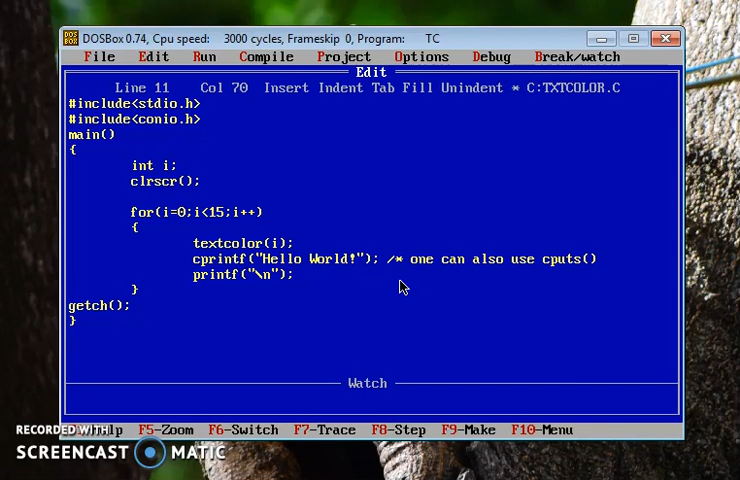 DOSBox 0.74, Cpu speed: 3000 cycles, Frameskip 0, Program: TC
File Edit Run Compile Project Options Debug Break/watch
Edit
Line 11 Col 70 Insert Indent Tab Fill Unindent * C:TXTCOLOR.C
#include<stdio.h>
#include<conio.h>
main()
{
int i;
clrscr();
for(i=0;i<15;i++)
{
textcolor(i);
cprintf("Hello World!"); /* one can also use cputs()
printf("\n");
}
getch();
}
Watch
F5-Zoom F6-Switch F7-Trace F8-Step F9-Make F10-Menu
RECORDED WITH
SCREENCAST MATIC